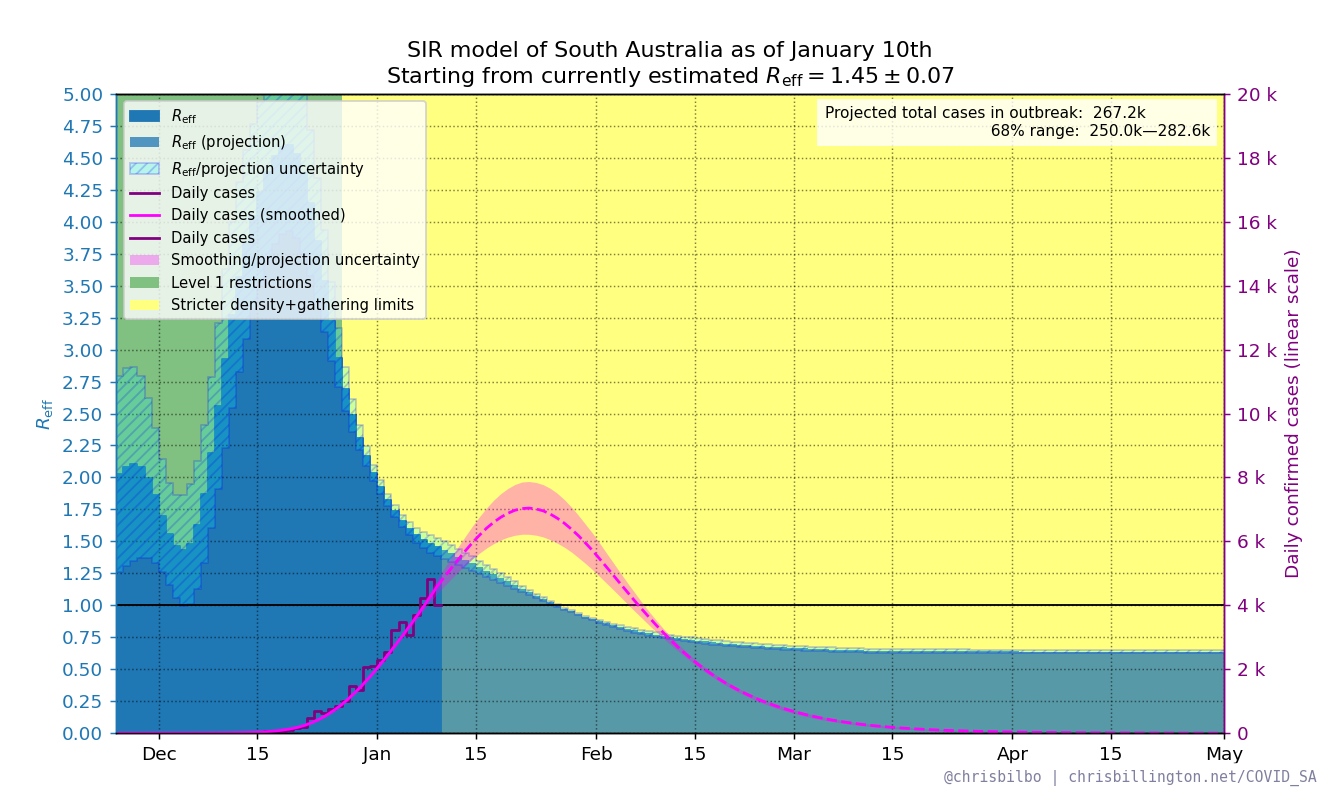 SIR model of South Australia as of January 10th
Starting from currently estimated R_eff = 1.45 ± 0.07
Projected total cases in outbreak: 267.2k
68% range: 250.0k—282.6k
R_eff
R_eff (projection)
R_eff/projection uncertainty
Daily cases
Daily cases (smoothed)
Daily cases
Smoothing/projection uncertainty
Level 1 restrictions
Stricter density+gathering limits
R_eff
5.00
4.75
4.50
4.25
4.00
3.75
3.50
3.25
3.00
2.75
2.50
2.25
2.00
1.75
1.50
1.25
1.00
0.75
0.50
0.25
0.00
20 k
18 k
16 k
14 k
12 k
10 k
8 k
6 k
4 k
2 k
0
Daily confirmed cases (linear scale)
Dec 15 Jan 15 Feb 15 Mar 15 Apr 15 May
@chrisbilbo | chrisbillington.net/COVID_SA